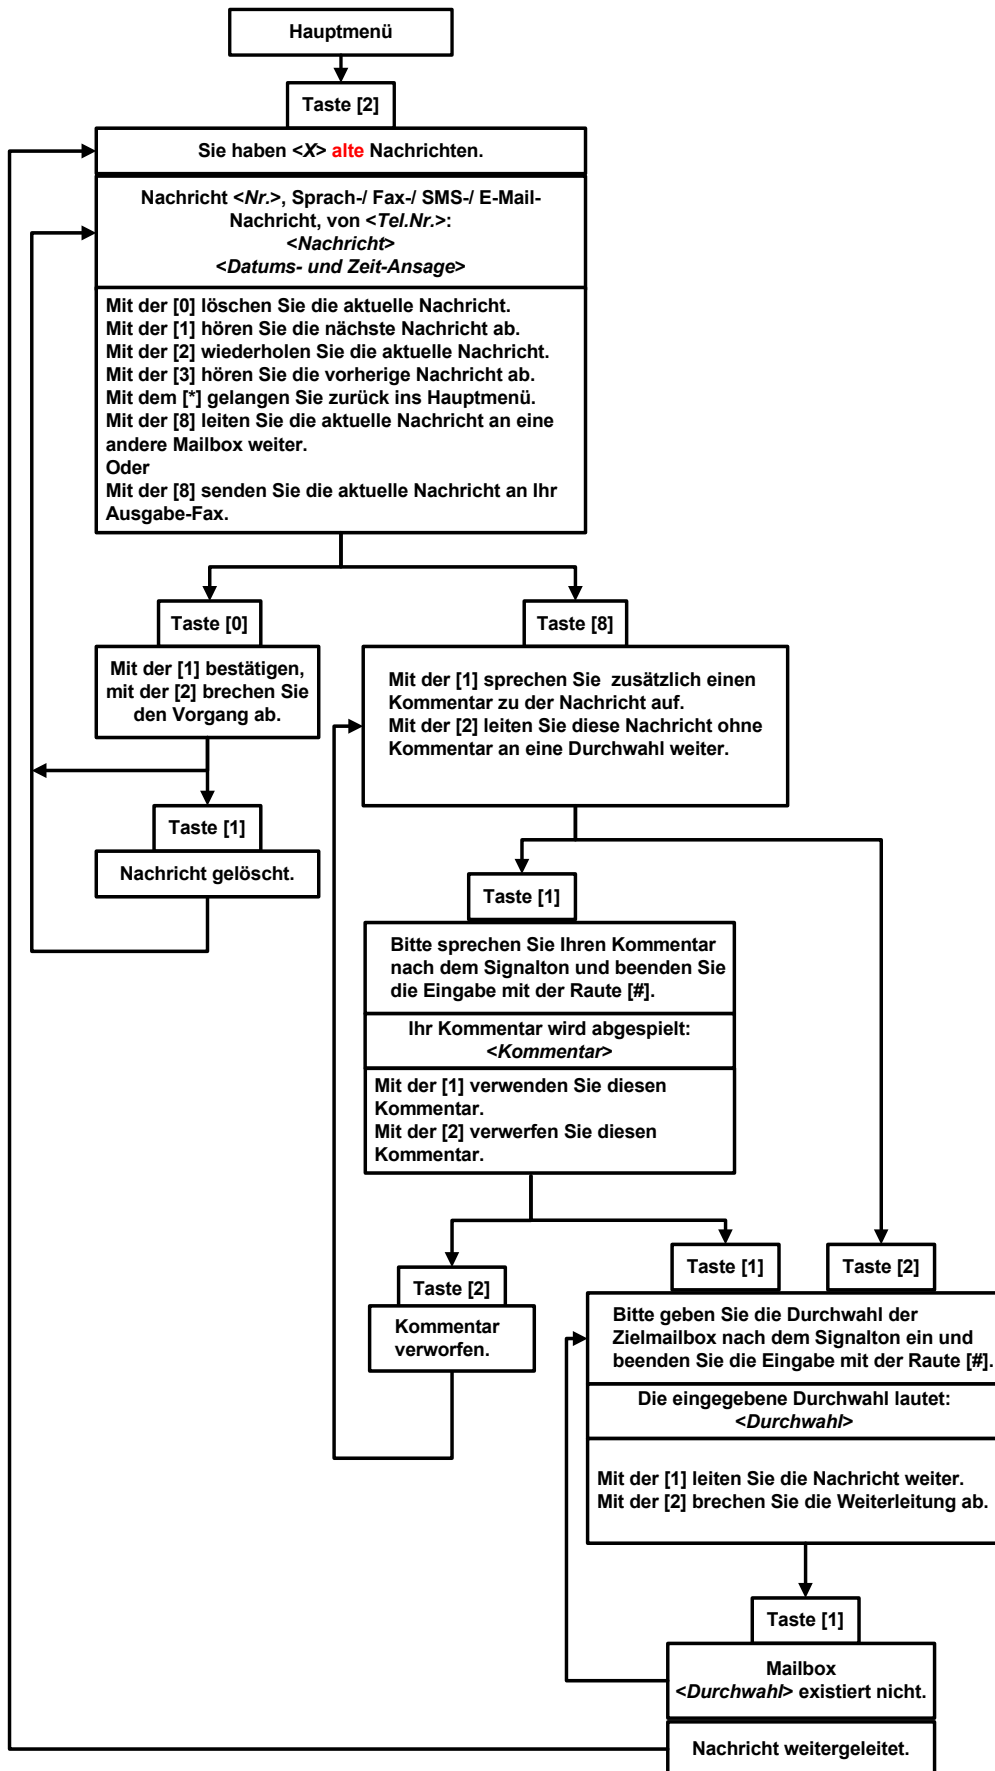 Hauptmenü
Taste [2]
Sie haben <X> alte Nachrichten.
Nachricht <Nr.>, Sprach-/ Fax-/ SMS-/ E-Mail-
Nachricht, von <Tel.Nr.>:
<Nachricht>
<Datums- und Zeit-Ansage>
Mit der [0] löschen Sie die aktuelle Nachricht.
Mit der [1] hören Sie die nächste Nachricht ab.
Mit der [2] wiederholen Sie die aktuelle Nachricht.
Mit der [3] hören Sie die vorherige Nachricht ab.
Mit dem [*] gelangen Sie zurück ins Hauptmenü.
Mit der [8] leiten Sie die aktuelle Nachricht an eine
andere Mailbox weiter.
Oder
Mit der [8] senden Sie die aktuelle Nachricht an Ihr
Ausgabe-Fax.
Taste [0]
Mit der [1] bestätigen,
mit der [2] brechen Sie
den Vorgang ab.
Taste [1]
Nachricht gelöscht.
Taste [8]
Mit der [1] sprechen Sie  zusätzlich einen
Kommentar zu der Nachricht auf.
Mit der [2] leiten Sie diese Nachricht ohne
Kommentar an eine Durchwahl weiter.
Taste [1]
Bitte sprechen Sie Ihren Kommentar
nach dem Signalton und beenden Sie
die Eingabe mit der Raute [#].
Ihr Kommentar wird abgespielt:
<Kommentar>
Mit der [1] verwenden Sie diesen
Kommentar.
Mit der [2] verwerfen Sie diesen
Kommentar.
Taste [2]
Kommentar
verworfen.
Taste [1]
Taste [2]
Bitte geben Sie die Durchwahl der
Zielmailbox nach dem Signalton ein und
beenden Sie die Eingabe mit der Raute [#].
Die eingegebene Durchwahl lautet:
<Durchwahl>
Mit der [1] leiten Sie die Nachricht weiter.
Mit der [2] brechen Sie die Weiterleitung ab.
Taste [1]
Mailbox
<Durchwahl> existiert nicht.
Nachricht weitergeleitet.